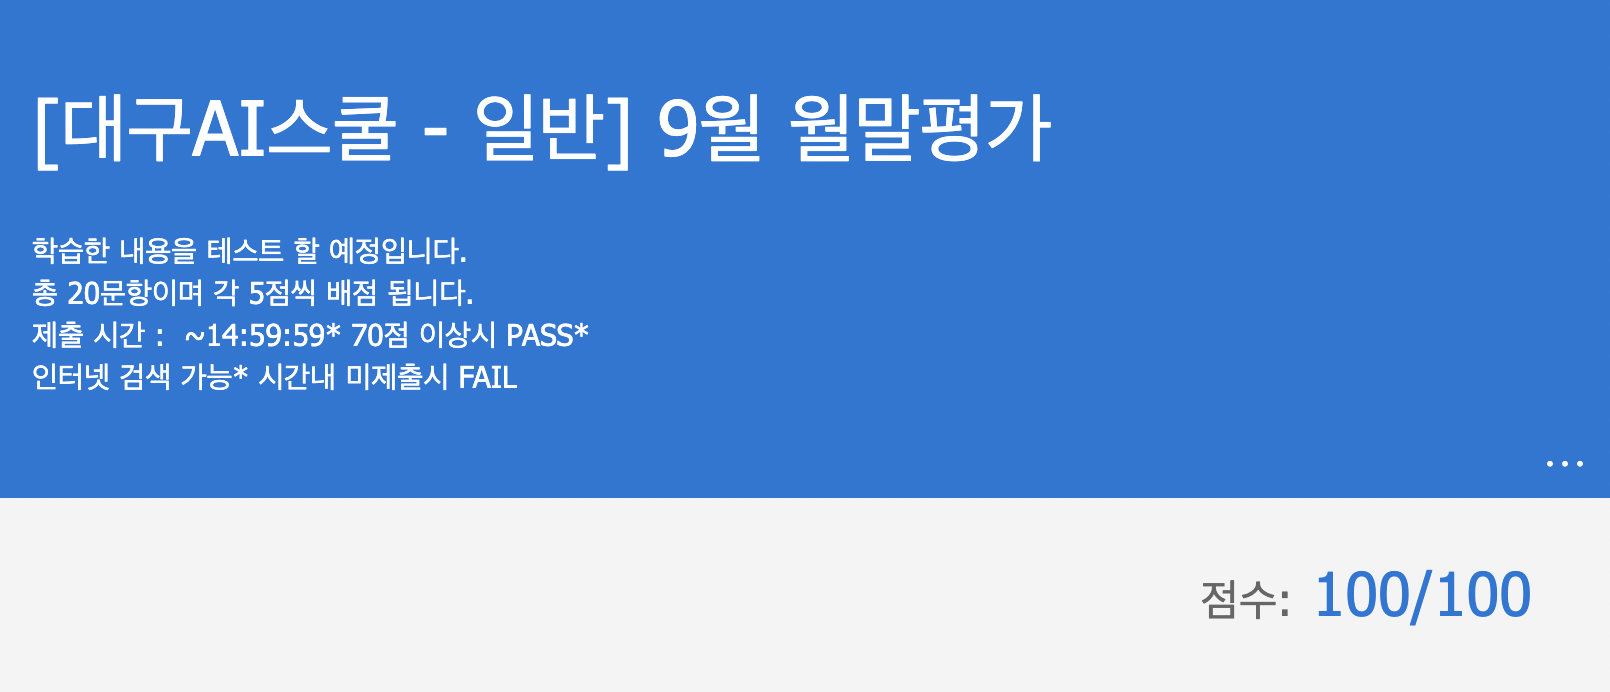 [대구AI스쿨 - 일반] 9월 월말평가
학습한 내용을 테스트 할 예정입니다.
총 20문항이며 각 5점씩 배점 됩니다.
제출 시간 :  ~14:59:59* 70점 이상시 PASS*
인터넷 검색 가능* 시간내 미제출시 FAIL
점수: 100/100